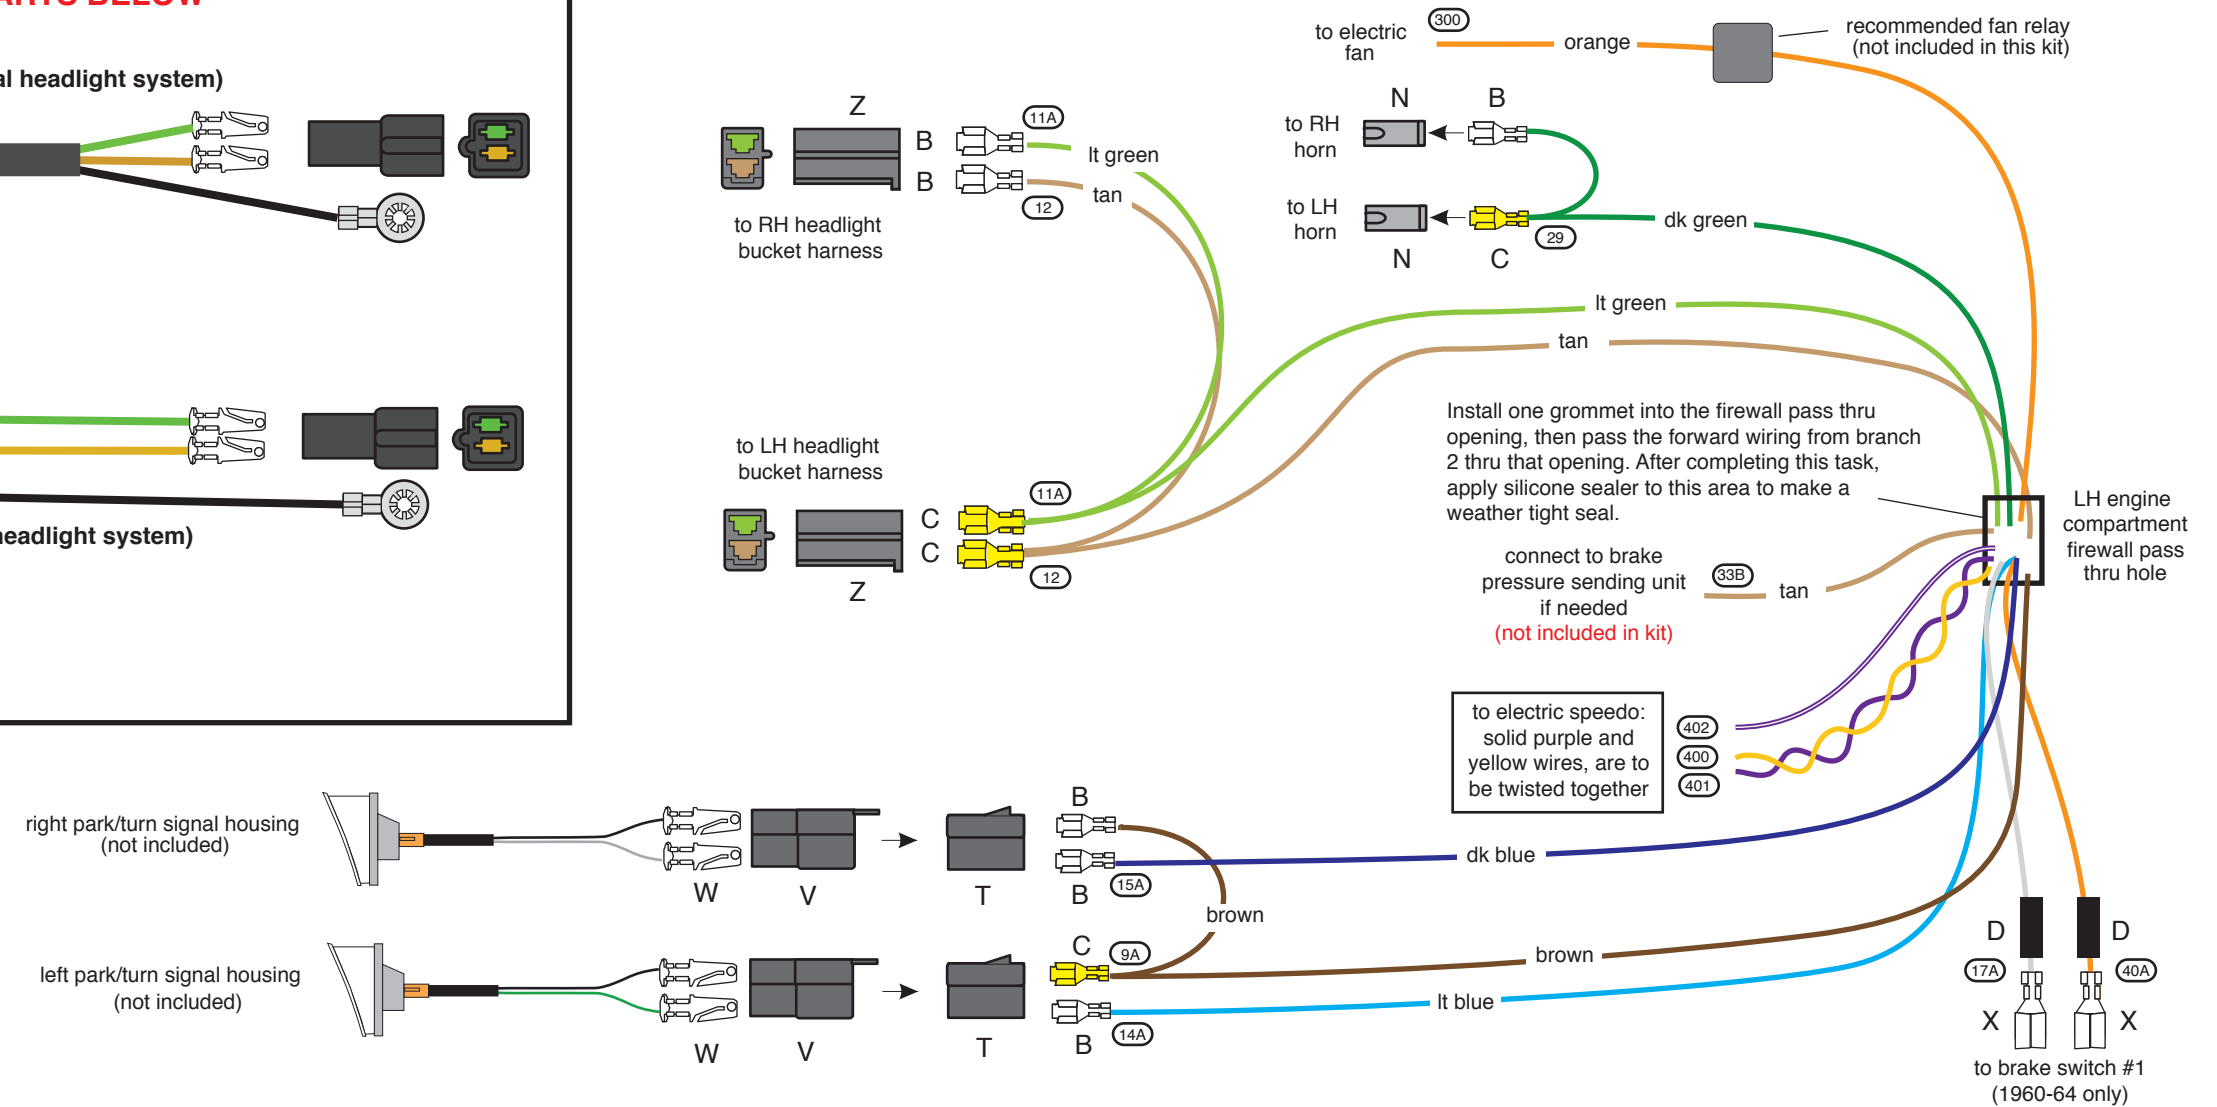 ARTS BELOW
al headlight system)
headlight system)
to electric
fan
300
orange
recommended fan relay
(not included in this kit)
Z
B
B
11A
12
lt green
tan
to RH headlight
bucket harness
N
B
to RH
horn
to LH
horn
N
C
29
dk green
lt green
tan
to LH headlight
bucket harness
C
C
11A
12
Z
Install one grommet into the firewall pass thru
opening, then pass the forward wiring from branch
2 thru that opening. After completing this task,
apply silicone sealer to this area to make a
weather tight seal.
LH engine
compartment
firewall pass
thru hole
connect to brake
pressure sending unit
if needed
(not included in kit)
33B
tan
to electric speedo:
solid purple and
yellow wires, are to
be twisted together
402
400
401
right park/turn signal housing
(not included)
W
V
T
B
B
15A
dk blue
brown
left park/turn signal housing
(not included)
W
V
T
C
9A
B
14A
brown
lt blue
D
D
17A
40A
X
X
to brake switch #1
(1960-64 only)